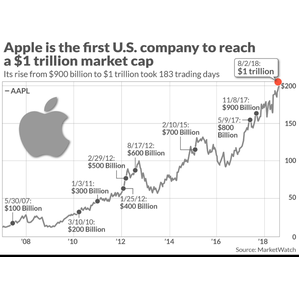 Apple is the first U.S. company to reach
a $1 trillion market cap
Its rise from $900 billion to $1 trillion took 183 trading days
8/2/18:
$1 trillion
AAPL
$200
11/8/17:
$900 Billion
8/17/12:
$600 Billion
2/10/15:
$700 Billion
5/9/17:
$800
Billion
150
2/29/12:
$500 Billion
100
1/3/11:
$300 Billion
1/25/12:
$400 Billion
5/30/07:
$100 Billion
50
3/10/10:
$200 Billion
0
'08
'10
'12
'14
'16
'18
Source: MarketWatch